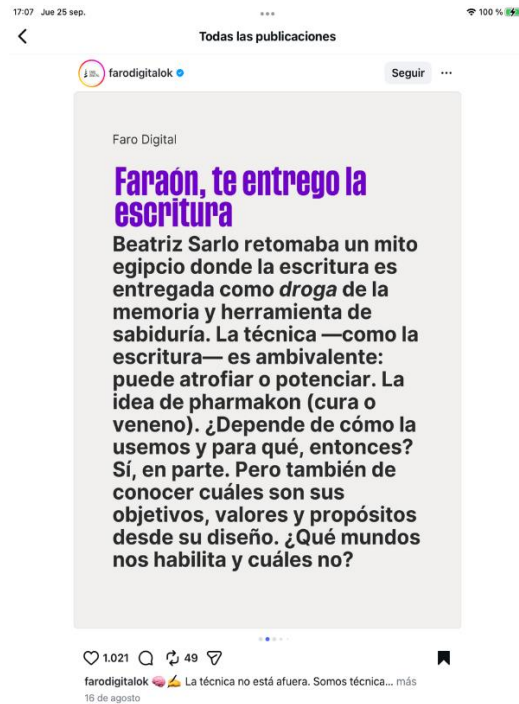 17:07 Jue 25 sep.
100 %
Todas las publicaciones
farodigitalok
Seguir
Faro Digital
Faraón, te entrego la
escritura
Beatriz Sarlo retomaba un mito
egipcio donde la escritura es
entregada como droga de la
memoria y herramienta de
sabiduría. La técnica —como la
escritura— es ambivalente:
puede atrofiar o potenciar. La
idea de pharmakon (cura o
veneno). ¿Depende de cómo la
usemos y para qué, entonces?
Sí, en parte. Pero también de
conocer cuáles son sus
objetivos, valores y propósitos
desde su diseño. ¿Qué mundos
nos habilita y cuáles no?
1.021 49
farodigitalok 🧠✍️ La técnica no está afuera. Somos técnica... más
16 de agosto